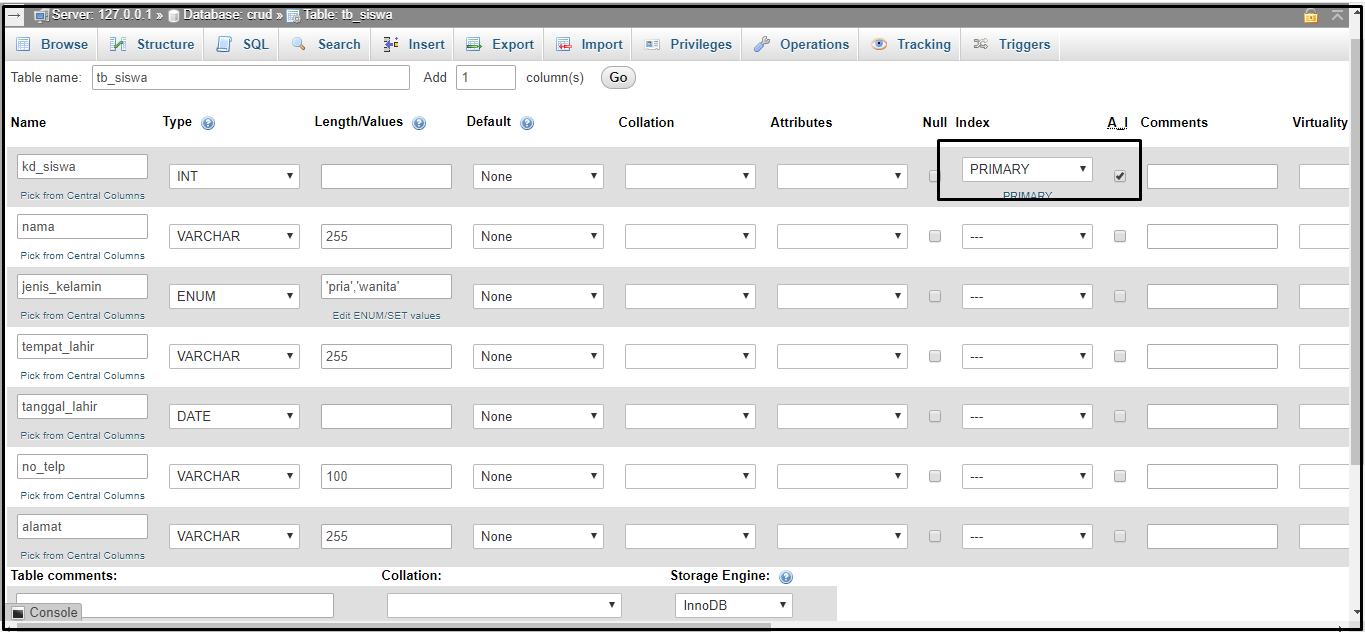 Server: 127.0.0.1 » Database: crud » Table: tb_siswa
Browse Structure SQL Search Insert Export Import Privileges Operations Tracking Triggers
Table name: tb_siswa Add 1 column(s) Go
Name Type Length/Values Default Collation Attributes Null Index A_I Comments Virtuality
kd_siswa INT None PRIMARY
Pick from Central Columns PRIMARY
nama VARCHAR 255 None ---
Pick from Central Columns
jenis_kelamin ENUM 'pria','wanita' None ---
Pick from Central Columns Edit ENUM/SET values
tempat_lahir VARCHAR 255 None ---
Pick from Central Columns
tanggal_lahir DATE None ---
Pick from Central Columns
no_telp VARCHAR 100 None ---
Pick from Central Columns
alamat VARCHAR 255 None ---
Pick from Central Columns
Table comments: Collation: Storage Engine:
InnoDB
Console